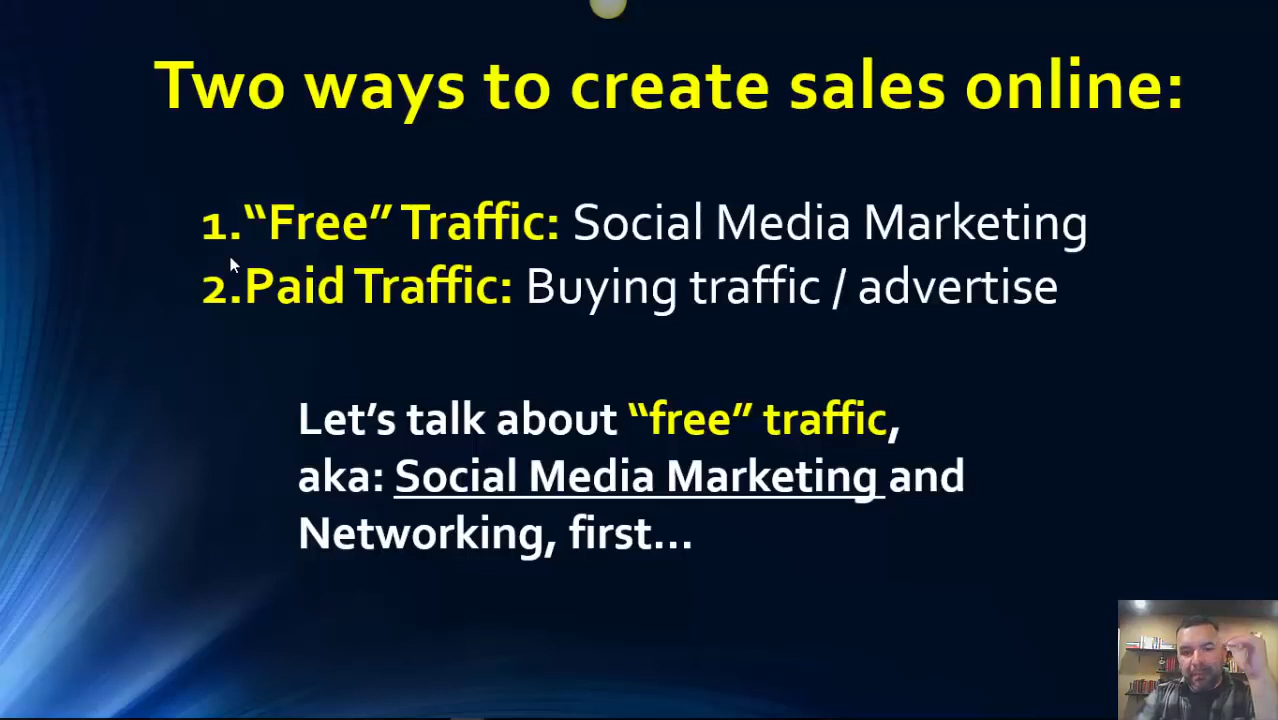 Two ways to create sales online:
1.“Free” Traffic: Social Media Marketing
2.Paid Traffic: Buying traffic / advertise
Let’s talk about “free” traffic,
aka: Social Media Marketing and
Networking, first...